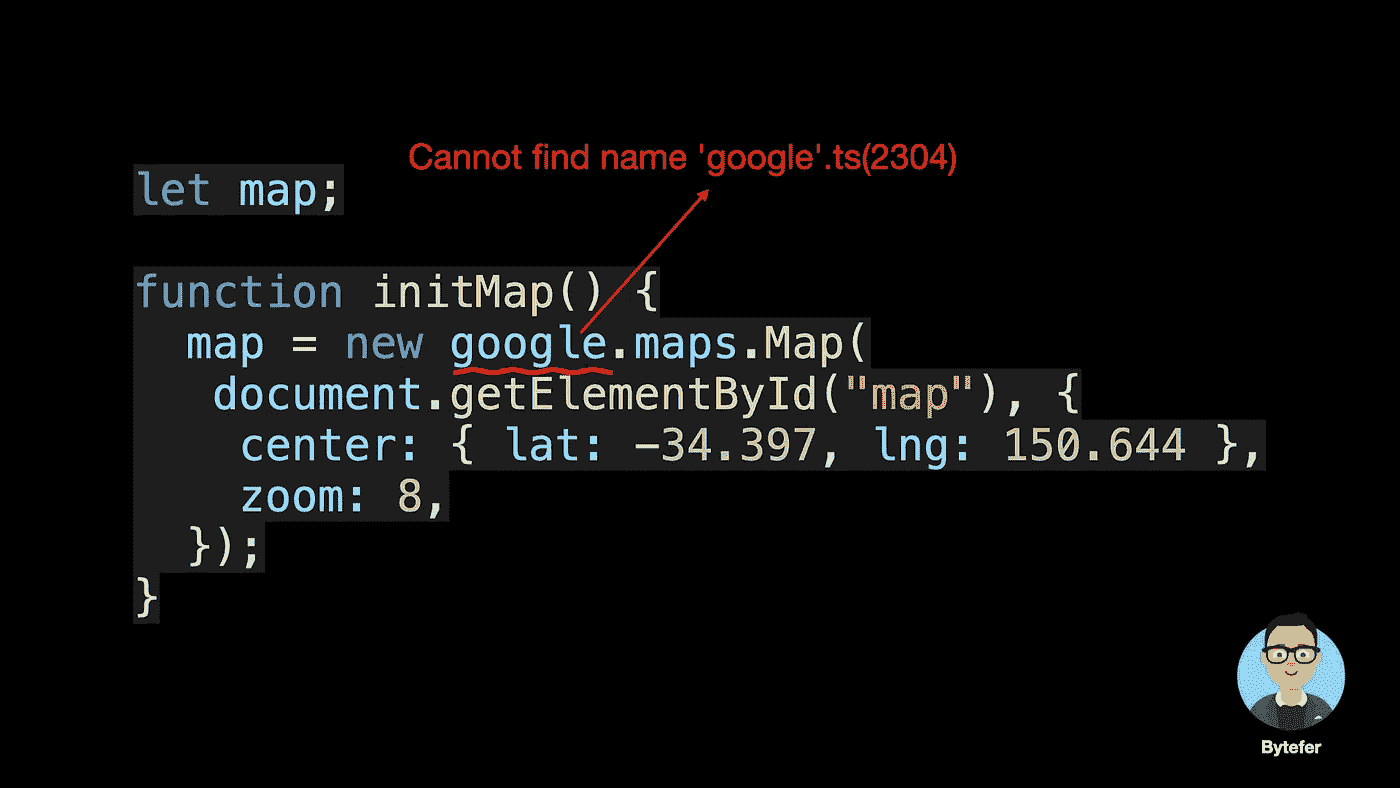 Cannot find name 'google'.ts(2304)
let map;
function initMap() {
map = new google.maps.Map(
document.getElementById("map"), {
center: { lat: -34.397, lng: 150.644 },
zoom: 8,
});
}
Bytefer